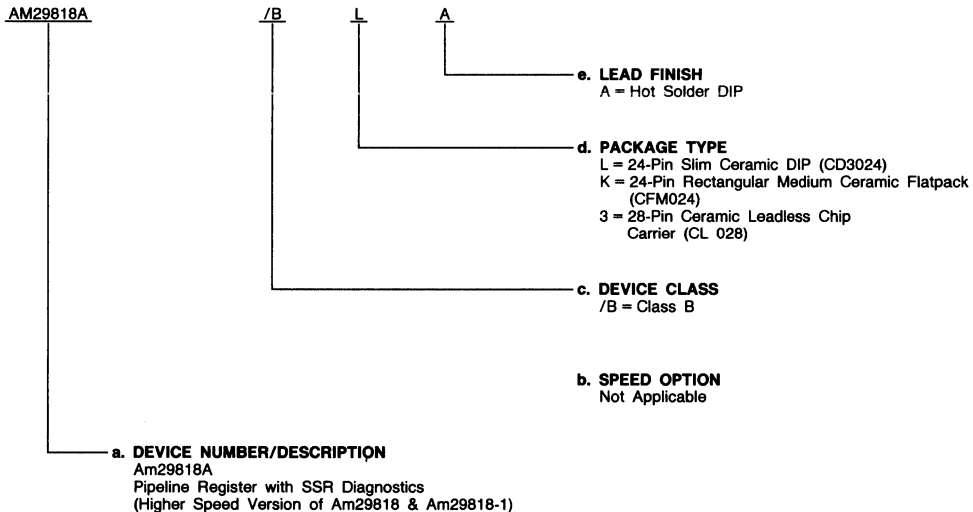 AM29818A /B L A
e. LEAD FINISH
A = Hot Solder DIP
d. PACKAGE TYPE
L = 24-Pin Slim Ceramic DIP (CD3024)
K = 24-Pin Rectangular Medium Ceramic Flatpack
(CFM024)
3 = 28-Pin Ceramic Leadless Chip
Carrier (CL 028)
c. DEVICE CLASS
/B = Class B
b. SPEED OPTION
Not Applicable
a. DEVICE NUMBER/DESCRIPTION
Am29818A
Pipeline Register with SSR Diagnostics
(Higher Speed Version of Am29818 & Am29818-1)